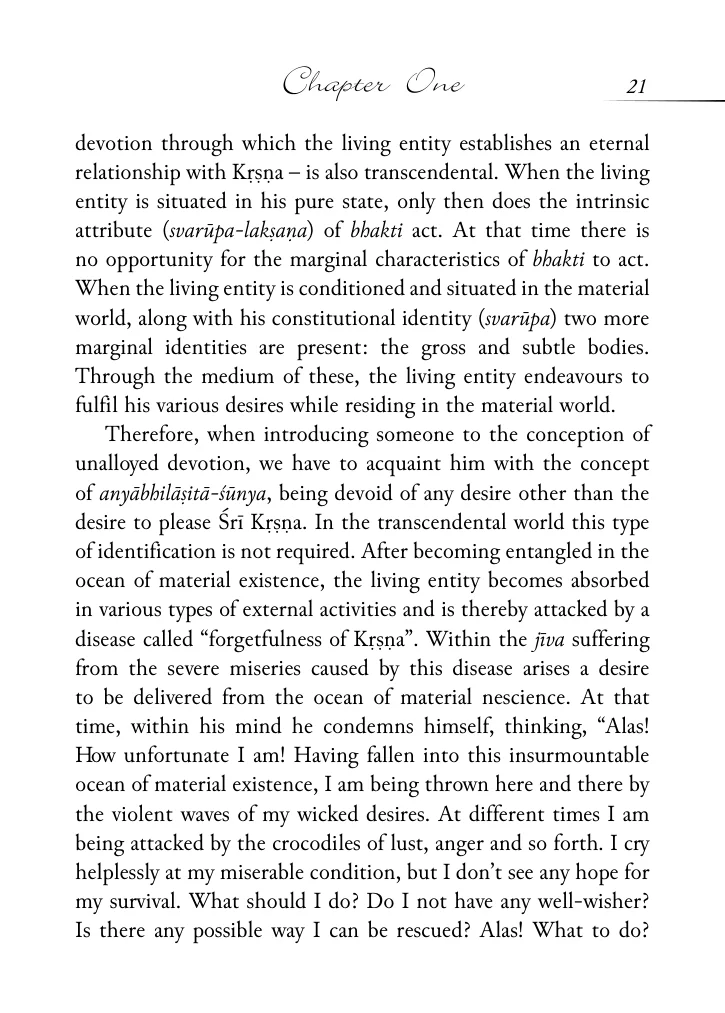 Chapter One 21
devotion through which the living entity establishes an eternal
relationship with Kṛṣṇa – is also transcendental. When the living
entity is situated in his pure state, only then does the intrinsic
attribute (svarūpa-lakṣaṇa) of bhakti act. At that time there is
no opportunity for the marginal characteristics of bhakti to act.
When the living entity is conditioned and situated in the material
world, along with his constitutional identity (svarūpa) two more
marginal identities are present: the gross and subtle bodies.
Through the medium of these, the living entity endeavours to
fulfil his various desires while residing in the material world.
Therefore, when introducing someone to the conception of
unalloyed devotion, we have to acquaint him with the concept
of anyābhilāṣitā-śūnya, being devoid of any desire other than the
desire to please Śrī Kṛṣṇa. In the transcendental world this type
of identification is not required. After becoming entangled in the
ocean of material existence, the living entity becomes absorbed
in various types of external activities and is thereby attacked by a
disease called “forgetfulness of Kṛṣṇa”. Within the jīva suffering
from the severe miseries caused by this disease arises a desire
to be delivered from the ocean of material nescience. At that
time, within his mind he condemns himself, thinking, “Alas!
How unfortunate I am! Having fallen into this insurmountable
ocean of material existence, I am being thrown here and there by
the violent waves of my wicked desires. At different times I am
being attacked by the crocodiles of lust, anger and so forth. I cry
helplessly at my miserable condition, but I don’t see any hope for
my survival. What should I do? Do I not have any well-wisher?
Is there any possible way I can be rescued? Alas! What to do?